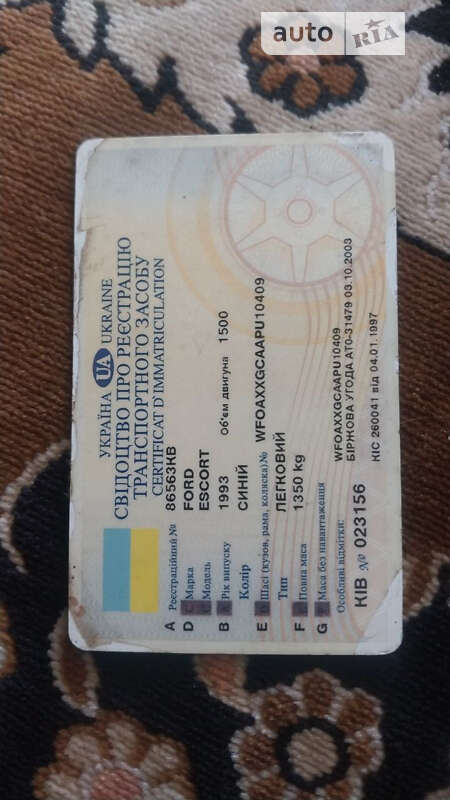 auto RIA
УКРАЇНА UA UKRAINE
СВІДОЦТВО ПРО РЕЄСТРАЦІЮ
ТРАНСПОРТНОГО ЗАСОБУ
CERTIFICAT D'IMMATRICULATION
A Реєстраційний № 86563КВ
D Марка FORD
Модель ESCORT
B Рік випуску 1993 Об'єм двигуна 1500
Колір СИНІЙ
E Шасі (кузов, рама, коляска)№ WFOAXXGCAAPU10409
Тип ЛЕГКОВИЙ
F Повна маса 1350 kg
G Маса без навантаження
Особливі відмітки: WFOAXXGCAAPU10409
БІРЖОВА УГОДА АТО-31479 03.10.2003
КІВ № 023156
КІС 260041 від 04.01.1997